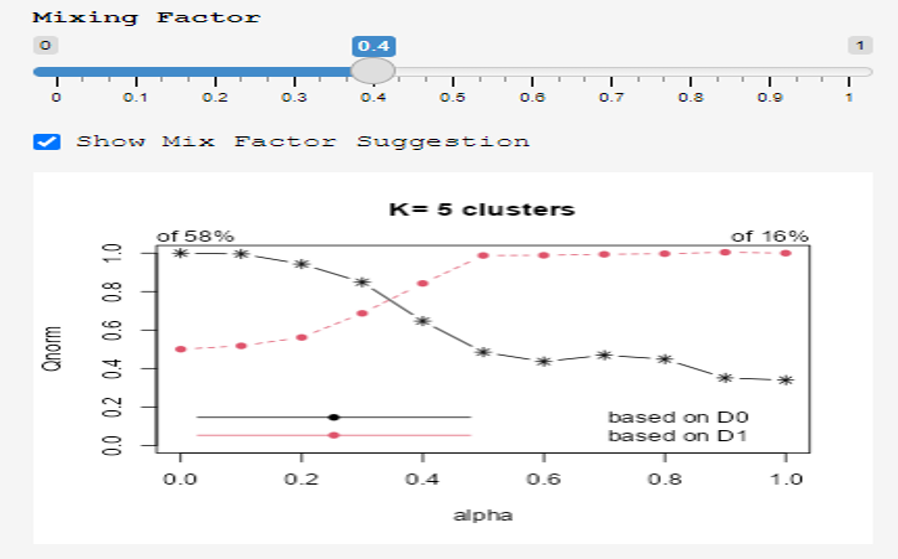 Mixing Factor
0 0.4 1
0 0.1 0.2 0.3 0.4 0.5 0.6 0.7 0.8 0.9 1
Show Mix Factor Suggestion
K= 5 clusters
of 58% of 16%
1.0
0.8
0.6
0.4
0.2
0.0
Qnorm
based on D0
based on D1
0.0 0.2 0.4 0.6 0.8 1.0
alpha